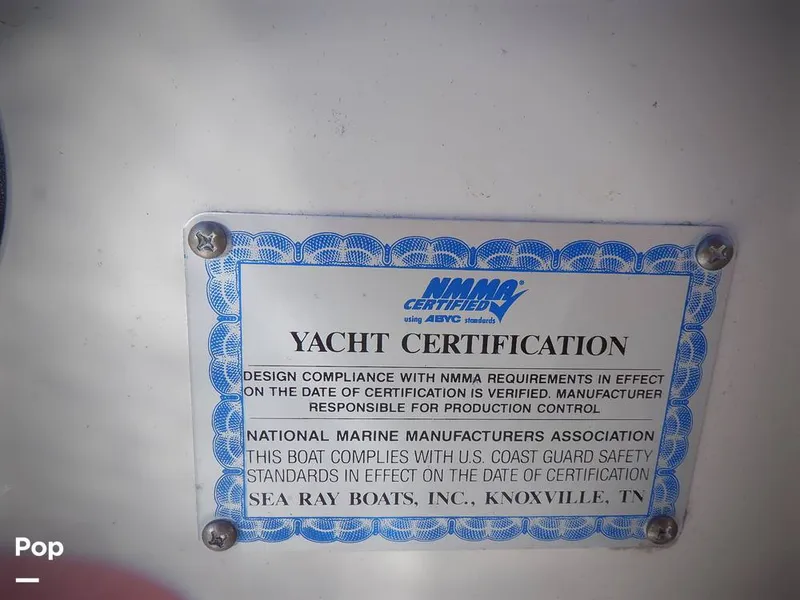 NMMA®
CERTIFIED
using ABYC standards
YACHT CERTIFICATION
DESIGN COMPLIANCE WITH NMMA REQUIREMENTS IN EFFECT
ON THE DATE OF CERTIFICATION IS VERIFIED. MANUFACTURER
RESPONSIBLE FOR PRODUCTION CONTROL
NATIONAL MARINE MANUFACTURERS ASSOCIATION
THIS BOAT COMPLIES WITH U.S. COAST GUARD SAFETY
STANDARDS IN EFFECT ON THE DATE OF CERTIFICATION
SEA RAY BOATS, INC., KNOXVILLE, TN
Pop